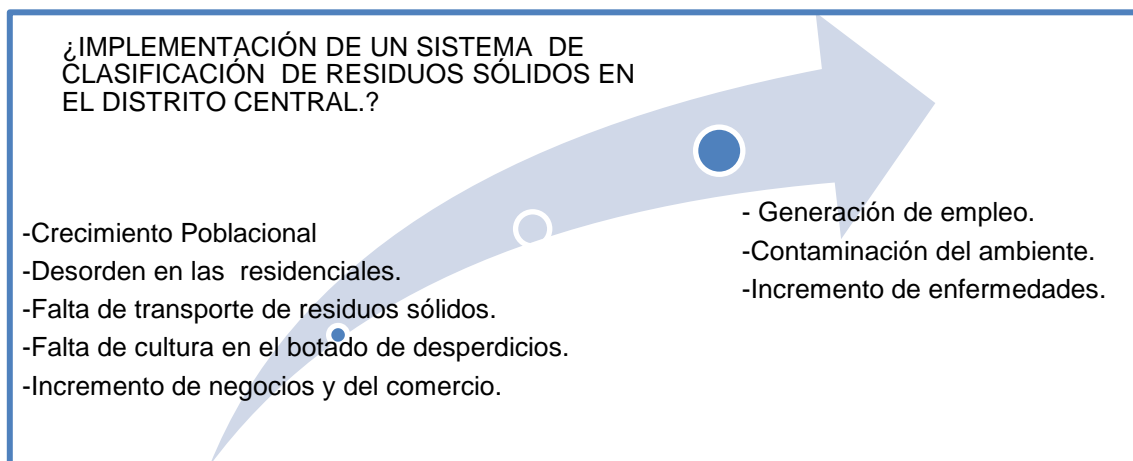 ¿IMPLEMENTACIÓN DE UN SISTEMA DE
CLASIFICACIÓN DE RESIDUOS SÓLIDOS EN
EL DISTRITO CENTRAL.?
-Crecimiento Poblacional
-Desorden en las residenciales.
-Falta de transporte de residuos sólidos.
-Falta de cultura en el botado de desperdicios.
-Incremento de negocios y del comercio.
- Generación de empleo.
-Contaminación del ambiente.
-Incremento de enfermedades.